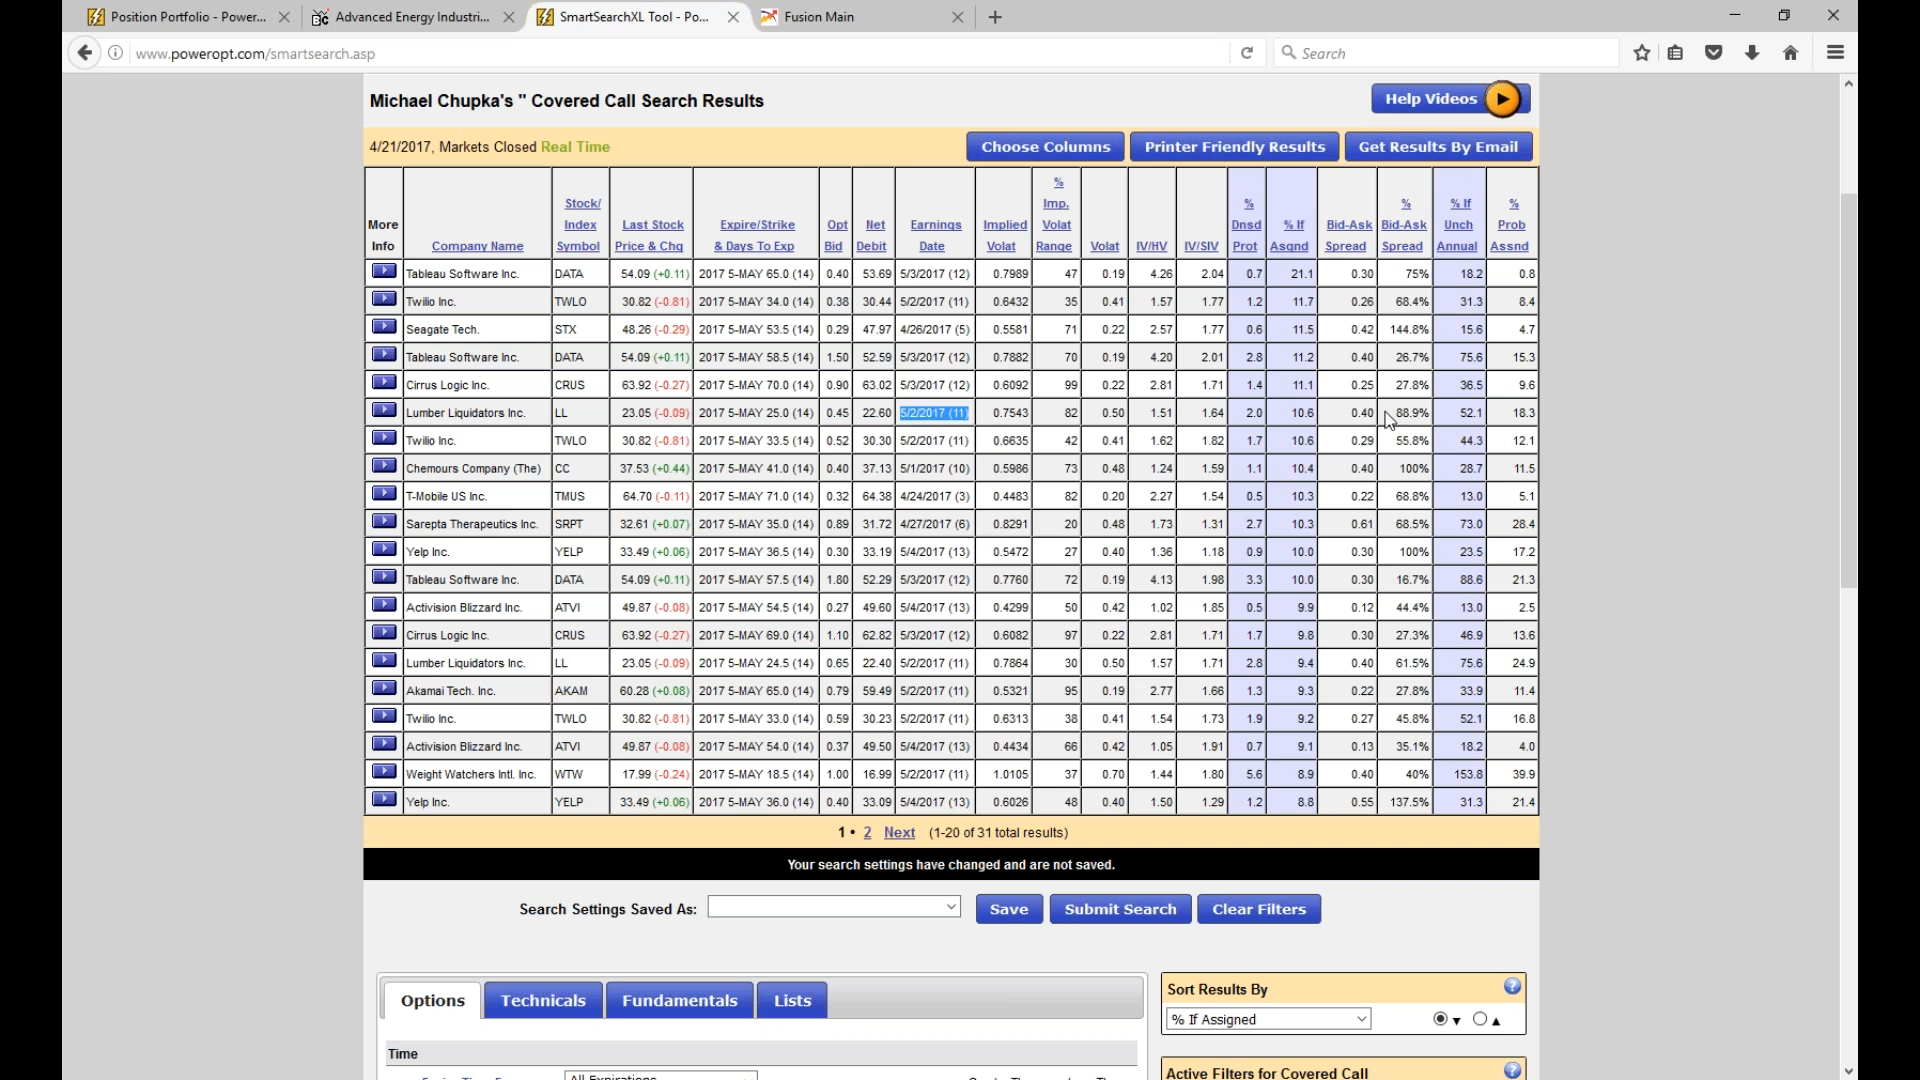 Position Portfolio - Power... Advanced Energy Industri... SmartSearchXL Tool - Po... Fusion Main
www.poweropt.com/smartsearch.asp Search
Michael Chupka's " Covered Call Search Results Help Videos
4/21/2017, Markets Closed Real Time Choose Columns Printer Friendly Results Get Results By Email
More Info Company Name Stock/ Index Symbol Last Stock Price & Chg Expire/Strike & Days To Exp Opt Bid Net Debit Earnings Date Implied Volat % Imp. Volat Range Volat IV/HV IV/SIV % Dnsd Prot % If Asgnd Bid-Ask Spread % Bid-Ask Spread % If Unch Annual % Prob Assnd
Tableau Software Inc. DATA 54.09 (+0.11) 2017 5-MAY 65.0 (14) 0.40 53.69 5/3/2017 (12) 0.7989 47 0.19 4.26 2.04 0.7 21.1 0.30 75% 18.2 0.8
Twilio Inc. TWLO 30.82 (-0.81) 2017 5-MAY 34.0 (14) 0.38 30.44 5/2/2017 (11) 0.6432 35 0.41 1.57 1.77 1.2 11.7 0.26 68.4% 31.3 8.4
Seagate Tech. STX 48.26 (-0.29) 2017 5-MAY 53.5 (14) 0.29 47.97 4/26/2017 (5) 0.5581 71 0.22 2.57 1.77 0.6 11.5 0.42 144.8% 15.6 4.7
Tableau Software Inc. DATA 54.09 (+0.11) 2017 5-MAY 58.5 (14) 1.50 52.59 5/3/2017 (12) 0.7882 70 0.19 4.20 2.01 2.8 11.2 0.40 26.7% 75.6 15.3
Cirrus Logic Inc. CRUS 63.92 (-0.27) 2017 5-MAY 70.0 (14) 0.90 63.02 5/3/2017 (12) 0.6092 99 0.22 2.81 1.71 1.4 11.1 0.25 27.8% 36.5 9.6
Lumber Liquidators Inc. LL 23.05 (-0.09) 2017 5-MAY 25.0 (14) 0.45 22.60 5/2/2017 (11) 0.7543 82 0.50 1.51 1.64 2.0 10.6 0.40 88.9% 52.1 18.3
Twilio Inc. TWLO 30.82 (-0.81) 2017 5-MAY 33.5 (14) 0.52 30.30 5/2/2017 (11) 0.6635 42 0.41 1.62 1.82 1.7 10.6 0.29 55.8% 44.3 12.1
Chemours Company (The) CC 37.53 (+0.44) 2017 5-MAY 41.0 (14) 0.40 37.13 5/1/2017 (10) 0.5986 73 0.48 1.24 1.59 1.1 10.4 0.40 100% 28.7 11.5
T-Mobile US Inc. TMUS 64.70 (-0.11) 2017 5-MAY 71.0 (14) 0.32 64.38 4/24/2017 (3) 0.4483 82 0.20 2.27 1.54 0.5 10.3 0.22 68.8% 13.0 5.1
Sarepta Therapeutics Inc. SRPT 32.61 (+0.07) 2017 5-MAY 35.0 (14) 0.89 31.72 4/27/2017 (6) 0.8291 20 0.48 1.73 1.31 2.7 10.3 0.61 68.5% 73.0 28.4
Yelp Inc. YELP 33.49 (+0.06) 2017 5-MAY 36.5 (14) 0.30 33.19 5/4/2017 (13) 0.5472 27 0.40 1.36 1.18 0.9 10.0 0.30 100% 23.5 17.2
Tableau Software Inc. DATA 54.09 (+0.11) 2017 5-MAY 57.5 (14) 1.80 52.29 5/3/2017 (12) 0.7760 72 0.19 4.13 1.98 3.3 10.0 0.30 16.7% 88.6 21.3
Activision Blizzard Inc. ATVI 49.87 (-0.08) 2017 5-MAY 54.5 (14) 0.27 49.60 5/4/2017 (13) 0.4299 50 0.42 1.02 1.85 0.5 9.9 0.12 44.4% 13.0 2.5
Cirrus Logic Inc. CRUS 63.92 (-0.27) 2017 5-MAY 69.0 (14) 1.10 62.82 5/3/2017 (12) 0.6082 97 0.22 2.81 1.71 1.7 9.8 0.30 27.3% 46.9 13.6
Lumber Liquidators Inc. LL 23.05 (-0.09) 2017 5-MAY 24.5 (14) 0.65 22.40 5/2/2017 (11) 0.7864 30 0.50 1.57 1.71 2.8 9.4 0.40 61.5% 75.6 24.9
Akamai Tech. Inc. AKAM 60.28 (+0.08) 2017 5-MAY 65.0 (14) 0.79 59.49 5/2/2017 (11) 0.5321 95 0.19 2.77 1.66 1.3 9.3 0.22 27.8% 33.9 11.4
Twilio Inc. TWLO 30.82 (-0.81) 2017 5-MAY 33.0 (14) 0.59 30.23 5/2/2017 (11) 0.6313 38 0.41 1.54 1.73 1.9 9.2 0.27 45.8% 52.1 16.8
Activision Blizzard Inc. ATVI 49.87 (-0.08) 2017 5-MAY 54.0 (14) 0.37 49.50 5/4/2017 (13) 0.4434 66 0.42 1.05 1.91 0.7 9.1 0.13 35.1% 18.2 4.0
Weight Watchers Intl. Inc. WTW 17.99 (-0.24) 2017 5-MAY 18.5 (14) 1.00 16.99 5/2/2017 (11) 1.0105 37 0.70 1.44 1.80 5.6 8.9 0.40 40% 153.8 39.9
Yelp Inc. YELP 33.49 (+0.06) 2017 5-MAY 36.0 (14) 0.40 33.09 5/4/2017 (13) 0.6026 48 0.40 1.50 1.29 1.2 8.8 0.55 137.5% 31.3 21.4
1 • 2 Next (1-20 of 31 total results)
Your search settings have changed and are not saved.
Search Settings Saved As: Save Submit Search Clear Filters
Options Technicals Fundamentals Lists
Sort Results By
% If Assigned
Time
All Expirations
Active Filters for Covered Call